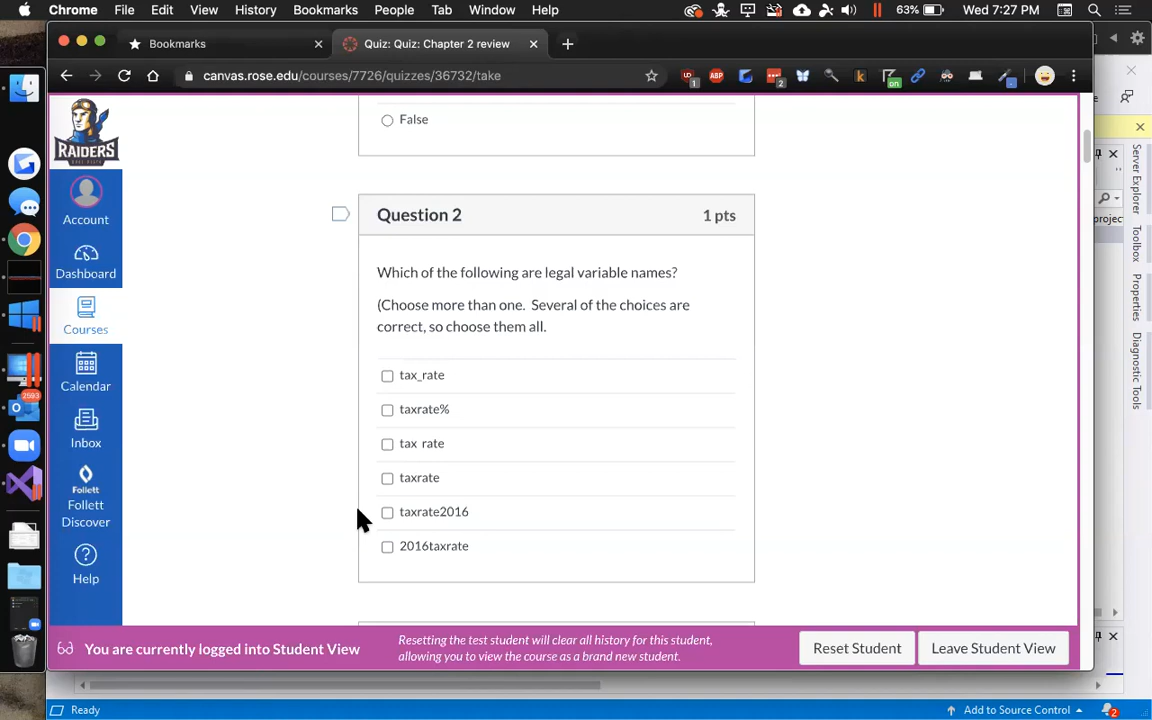 Chrome File Edit View History Bookmarks People Tab Window Help 63% Wed 7:27 PM
Bookmarks
Quiz: Quiz: Chapter 2 review
canvas.rose.edu/courses/7726/quizzes/36732/take
1
ABP
2
k
on
RAIDERS
Account
Dashboard
Courses
Calendar
Inbox
Follett
Follett
Discover
Help
2593
False
Question 2
1 pts
Which of the following are legal variable names?
(Choose more than one. Several of the choices are
correct, so choose them all.
tax_rate
taxrate%
tax rate
taxrate
taxrate2016
2016taxrate
You are currently logged into Student View
Resetting the test student will clear all history for this student,
allowing you to view the course as a brand new student.
Reset Student
Leave Student View
Server Explorer
Toolbox
Properties
Diagnostic Tools
Ready
Add to Source Control
2